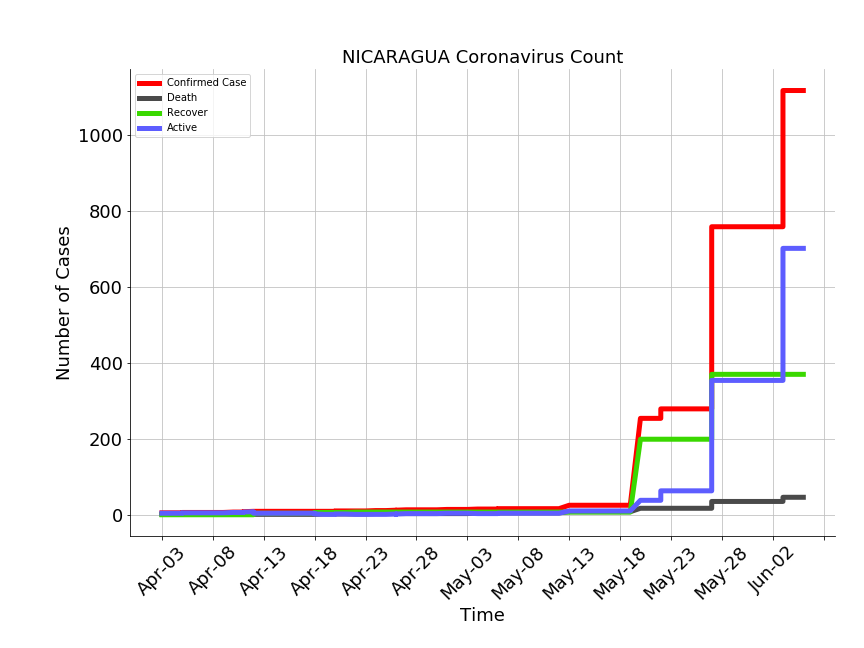 NICARAGUA Coronavirus Count
Confirmed Case
Death
Recover
Active
1000
800
600
400
200
0
Number of Cases
Apr-03
Apr-08
Apr-13
Apr-18
Apr-23
Apr-28
May-03
May-08
May-13
May-18
May-23
May-28
Jun-02
Time